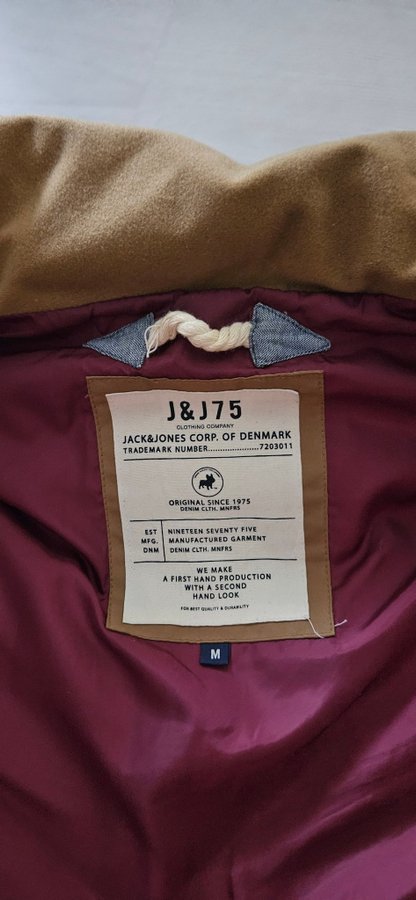 J&J75
CLOTHING COMPANY
JACK&JONES CORP. OF DENMARK
TRADEMARK NUMBER.....................7203011
ORIGINAL SINCE 1975
DENIM CLTH. MNFRS
EST NINETEEN SEVENTY FIVE
MFG. MANUFACTURED GARMENT
DNM DENIM CLTH. MNFRS
WE MAKE
A FIRST HAND PRODUCTION
WITH A SECOND
HAND LOOK
FOR BEST QUALITY & DURABILITY
M